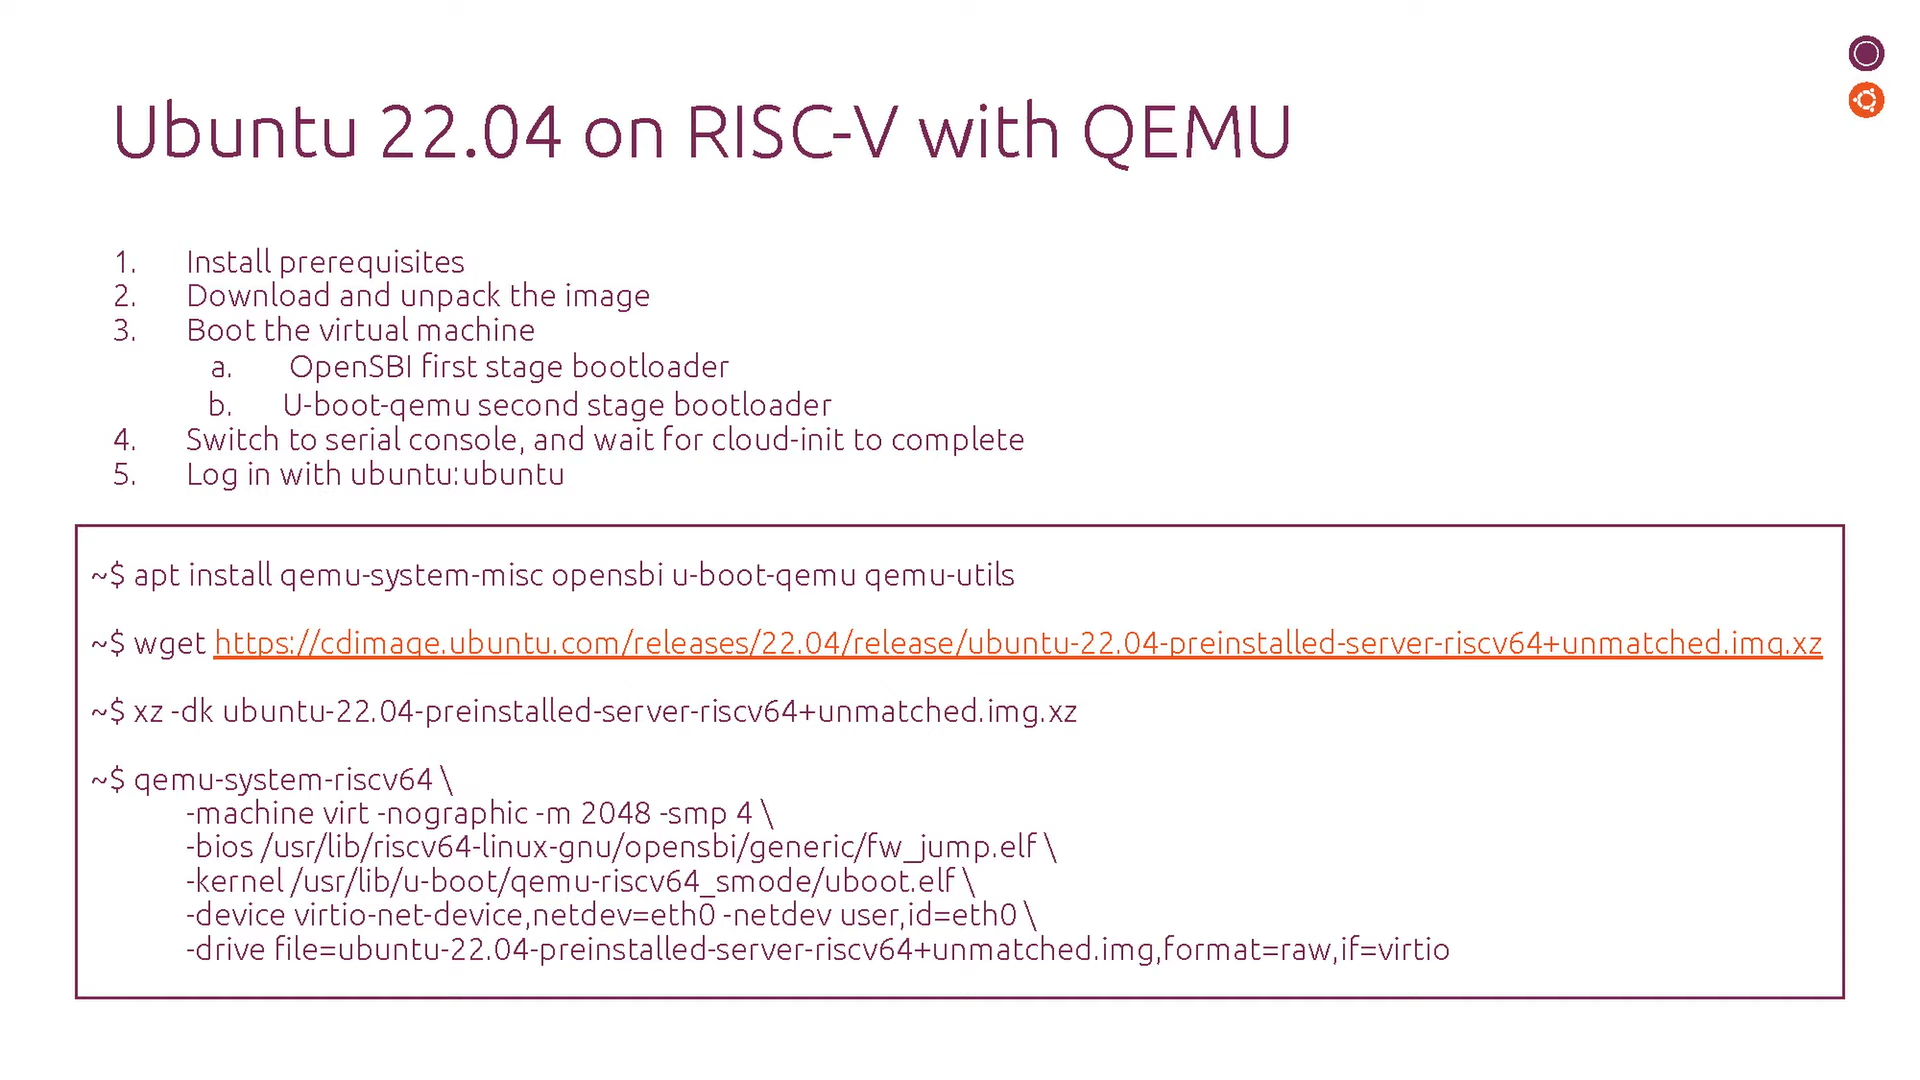 Ubuntu 22.04 on RISC-V with QEMU
1. Install prerequisites
2. Download and unpack the image
3. Boot the virtual machine
a. OpenSBI first stage bootloader
b. U-boot-qemu second stage bootloader
4. Switch to serial console, and wait for cloud-init to complete
5. Log in with ubuntu:ubuntu
~$ apt install qemu-system-misc opensbi u-boot-qemu qemu-utils
~$ wget https://cdimage.ubuntu.com/releases/22.04/release/ubuntu-22.04-preinstalled-server-riscv64+unmatched.img.xz
~$ xz -dk ubuntu-22.04-preinstalled-server-riscv64+unmatched.img.xz
~$ qemu-system-riscv64 \
-machine virt -nographic -m 2048 -smp 4 \
-bios /usr/lib/riscv64-linux-gnu/opensbi/generic/fw_jump.elf \
-kernel /usr/lib/u-boot/qemu-riscv64_smode/uboot.elf \
-device virtio-net-device,netdev=eth0 -netdev user,id=eth0 \
-drive file=ubuntu-22.04-preinstalled-server-riscv64+unmatched.img,format=raw,if=virtio